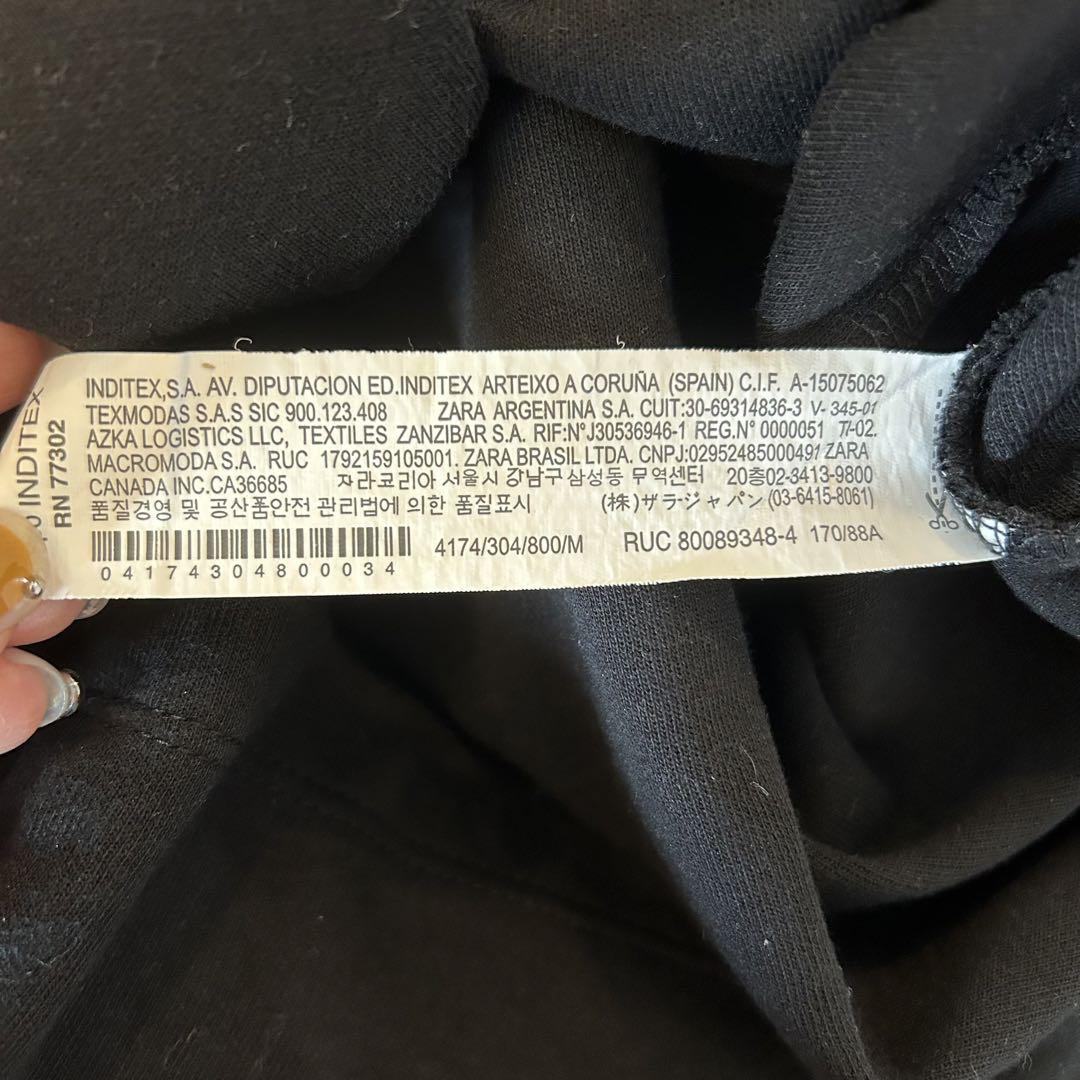 INDITEX,S.A. AV. DIPUTACION ED.INDITEX ARTEIXO A CORUÑA (SPAIN) C.I.F. A-15075062
TEXMODAS S.A.S SIC 900.123.408 ZARA ARGENTINA S.A. CUIT:30-69314836-3 V- 345-01
AZKA LOGISTICS LLC, TEXTILES ZANZIBAR S.A. RIF:N°J30536946-1 REG.N° 0000051 T/-02.
MACROMODA S.A. RUC 1792159105001. ZARA BRASIL LTDA. CNPJ:02952485000491 ZARA
CANADA INC.CA36685 자라코리아 서울시 강남구 삼성동 무역센터 20층02-3413-9800
품질경영 및 공산품안전 관리법에 의한 품질표시 (株)ザラ・ジャパン(03-6415-8061)
4174/304/800/M RUC 80089348-4 170/88A
04174304800034
INDITEX
RN 77302